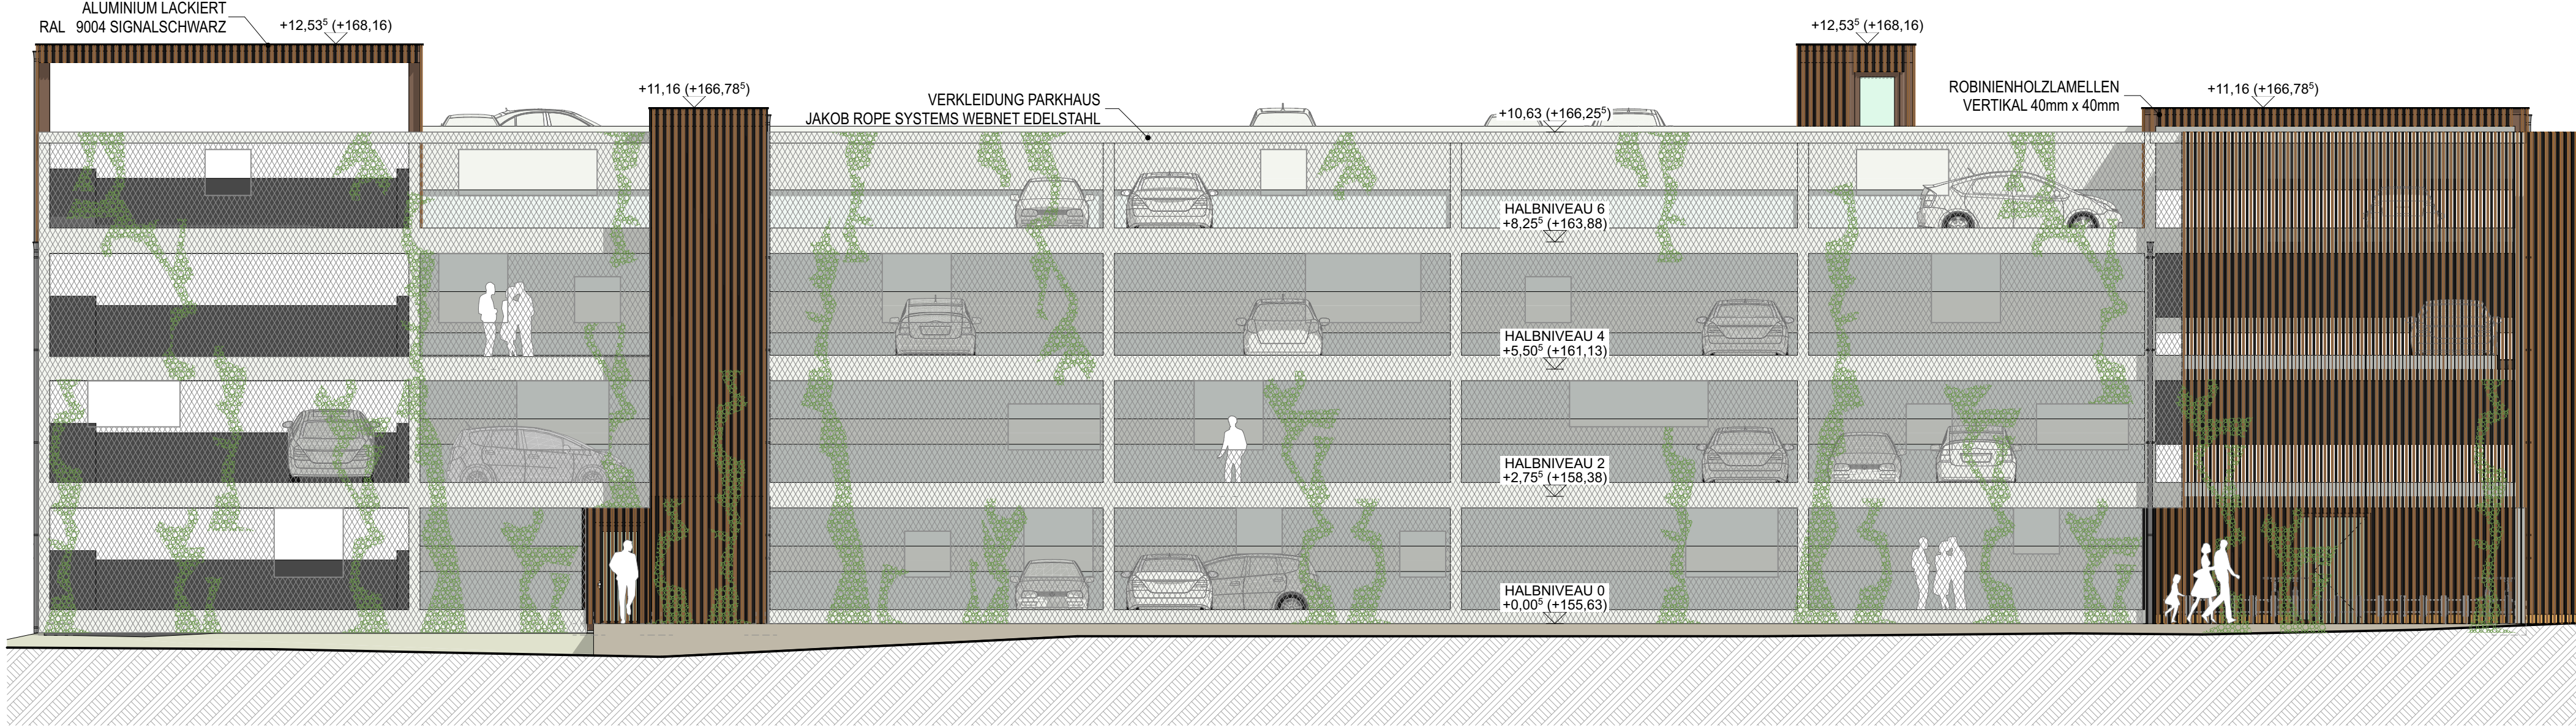 ALUMINIUM LACKIERT
RAL 9004 SIGNALSCHWARZ
+12,53⁵ (+168,16)
+11,16 (+166,78⁵)
VERKLEIDUNG PARKHAUS
JAKOB ROPE SYSTEMS WEBNET EDELSTAHL
+10,63 (+166,25⁵)
+12,53⁵ (+168,16)
ROBINIENHOLZLAMELLEN
VERTIKAL 40mm x 40mm
+11,16 (+166,78⁵)
HALBNIVEAU 6
+8,25⁵ (+163,88)
HALBNIVEAU 4
+5,50⁵ (+161,13)
HALBNIVEAU 2
+2,75⁵ (+158,38)
HALBNIVEAU 0
+0,00⁵ (+155,63)